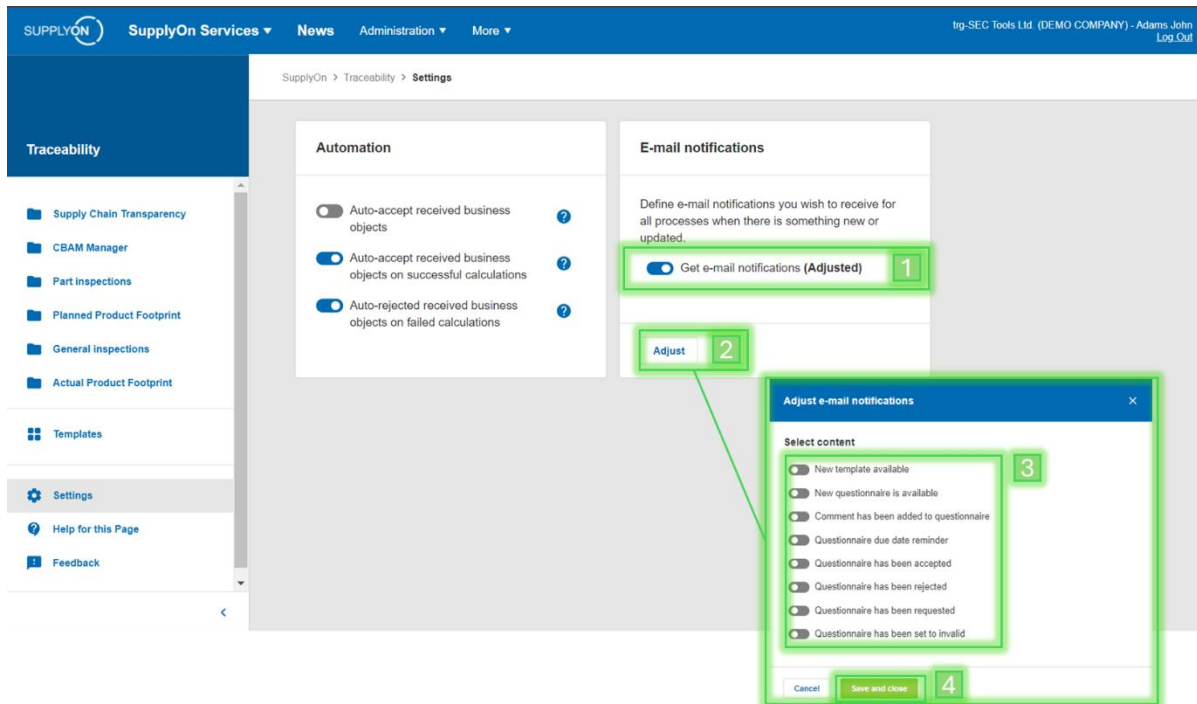 SUPPLYON
SupplyOn Services ▾ News Administration ▾ More ▾
trg-SEC Tools Ltd. (DEMO COMPANY) - Adams John
Log Out
SupplyOn > Traceability > Settings
Traceability
Supply Chain Transparency
CBAM Manager
Part inspections
Planned Product Footprint
General inspections
Actual Product Footprint
Templates
Settings
Help for this Page
Feedback
Automation
Auto-accept received business
objects
Auto-accept received business
objects on successful calculations
Auto-rejected received business
objects on failed calculations
E-mail notifications
Define e-mail notifications you wish to receive for
all processes when there is something new or
updated.
Get e-mail notifications (Adjusted) 1
Adjust 2
Adjust e-mail notifications
Select content
New template available 3
New questionnaire is available
Comment has been added to questionnaire
Questionnaire due date reminder
Questionnaire has been accepted
Questionnaire has been rejected
Questionnaire has been requested
Questionnaire has been set to invalid
Cancel Save and close 4